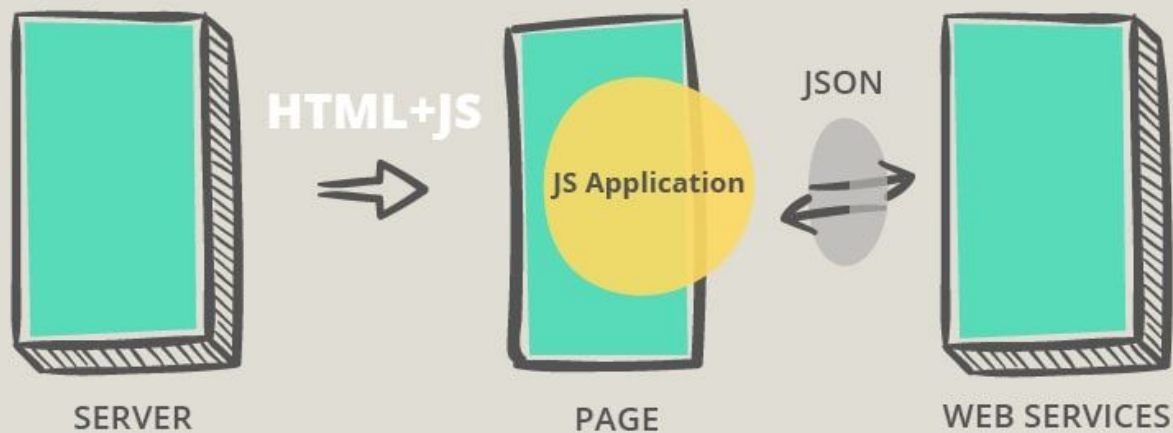 HTML+JS
JS Application
JSON
SERVER
PAGE
WEB SERVICES